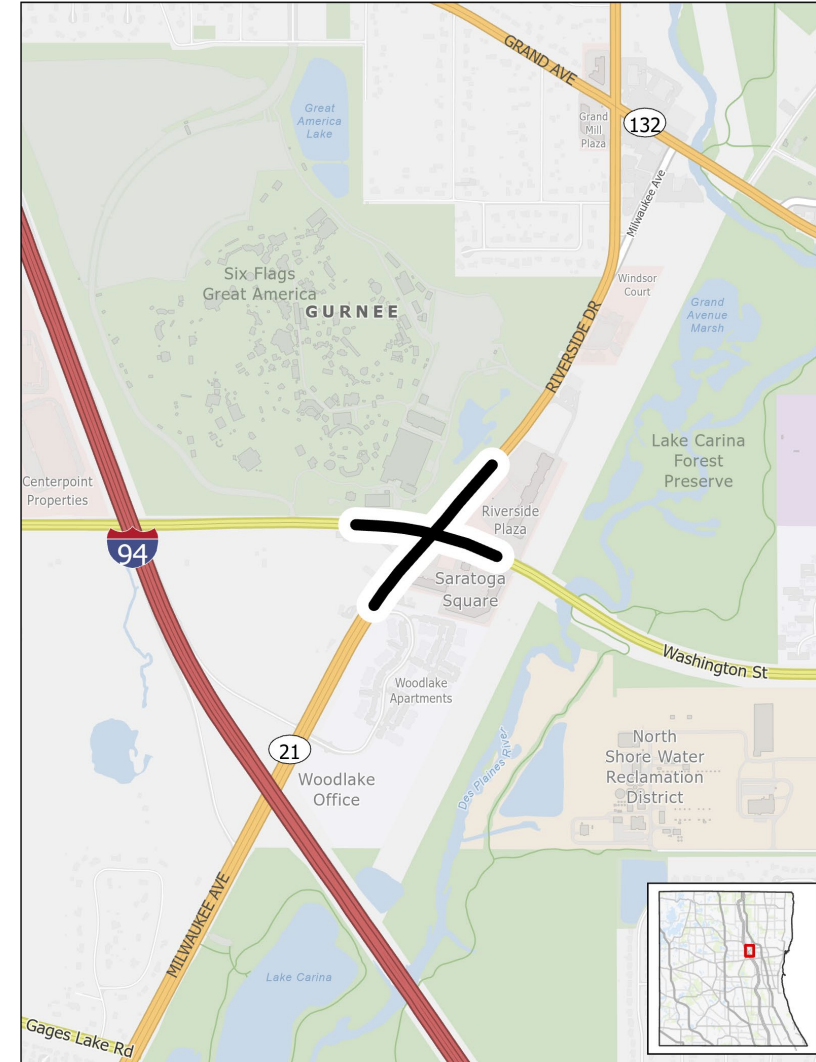 GRAND AVE
Great
America
Lake
Grand
Mill
Plaza
132
Milwaukee Ave
Six Flags
Great America
GURNEE
Windsor
Court
Grand
Avenue
Marsh
RIVERSIDE DR
Lake Carina
Forest
Preserve
Centerpoint
Properties
Riverside
Plaza
94
Saratoga
Square
Washington St
Woodlake
Apartments
21
Woodlake
Office
Des Plaines River
North
Shore Water
Reclamation
District
MILWAUKEE AVE
Lake Carina
Gages Lake Rd